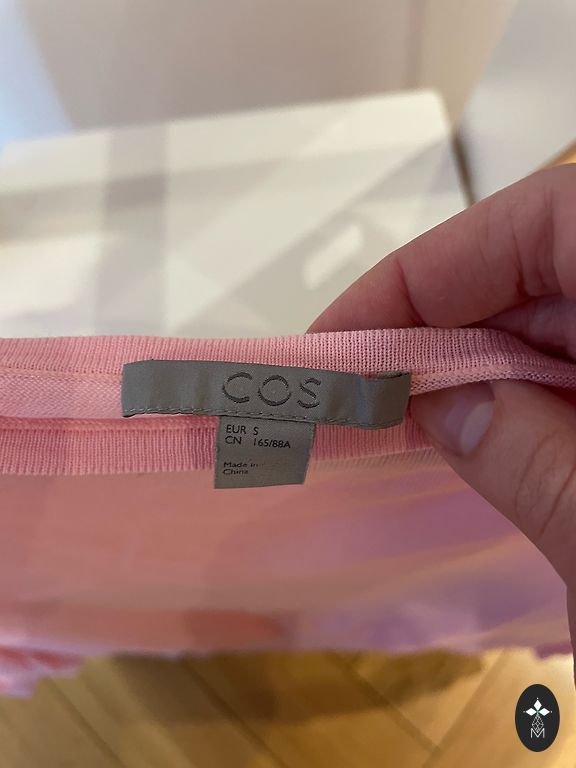 COS
EUR S
CN 165/88A
Made in
China
M